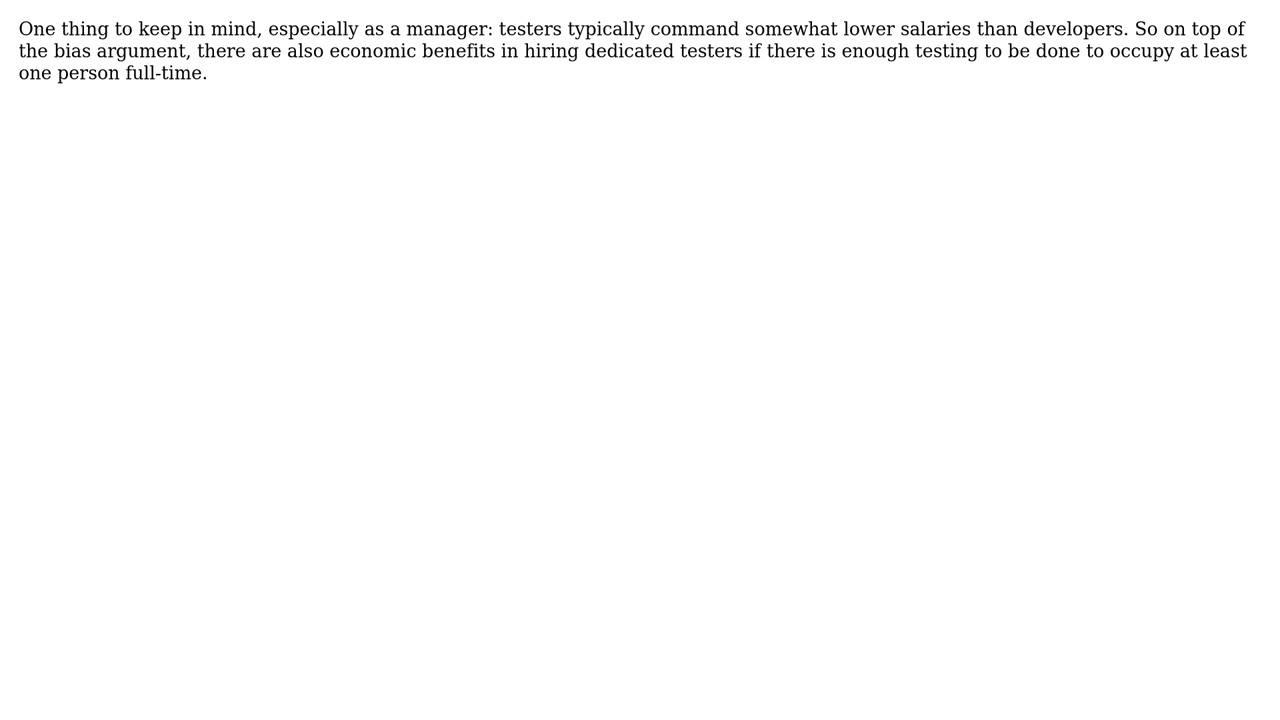 One thing to keep in mind, especially as a manager: testers typically command somewhat lower salaries than developers. So on top of
the bias argument, there are also economic benefits in hiring dedicated testers if there is enough testing to be done to occupy at least
one person full-time.